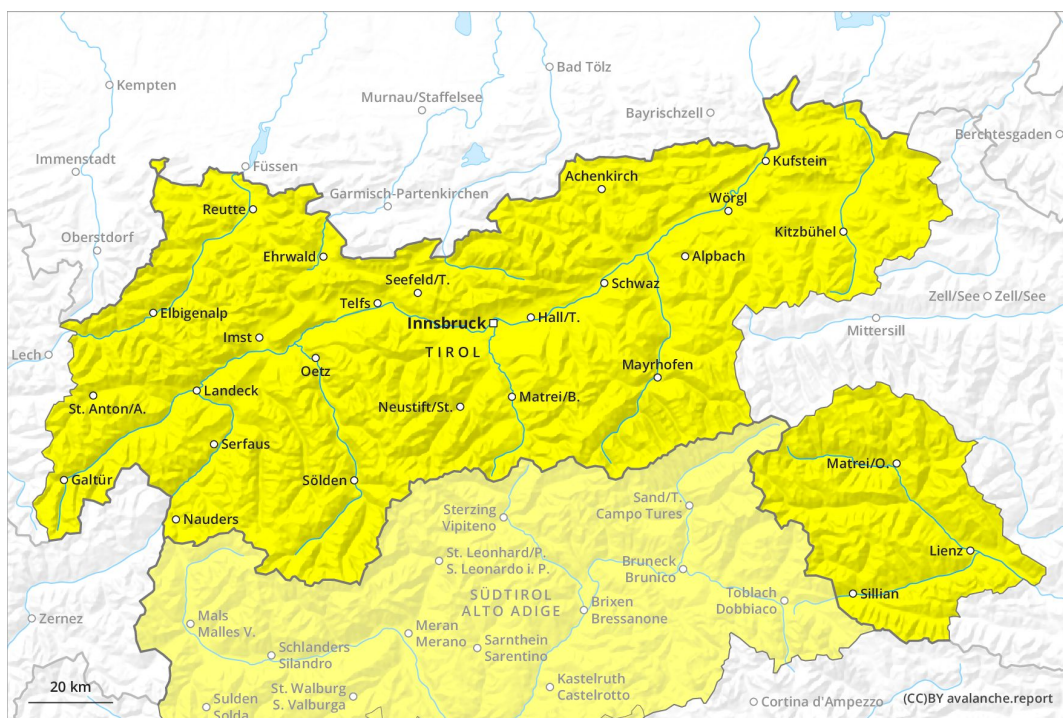 Kempten
Bad Tölz
Murnau/Staffelsee
Bayrischzell
Berchtesgaden
Immenstadt
Füssen
Kufstein
Achenkirch
Garmisch-Partenkirchen
Wörgl
Reutte
Oberstdorf
Kitzbühel
Ehrwald
Alpbach
Seefeld/T.
Schwaz
Zell/See
Zell/See
Telfs
Elbigenalp
Hall/T.
Innsbruck
Mittersill
Imst
Lech
TIROL
Oetz
Mayrhofen
Landeck
St. Anton/A.
Neustift/St.
Matrei/B.
Serfaus
Matrei/O.
Galtür
Sölden
Sand/T.
Campo Tures
Sterzing
Vipiteno
Nauders
Lienz
St. Leonhard/P.
S. Leonardo i. P.
Bruneck
Brunico
SÜDTIROL
ALTO ADIGE
Sillian
Toblach
Dobbiaco
Brixen
Bressanone
Zernez
Mals
Malles V.
Meran
Merano
Sarnthein
Sarentino
Schlanders
Silandro
20 km
St. Walburg
S. Valburga
Kastelruth
Castelrotto
Sulden
Solda
Cortina d'Ampezzo
(CC)BY avalanche.report